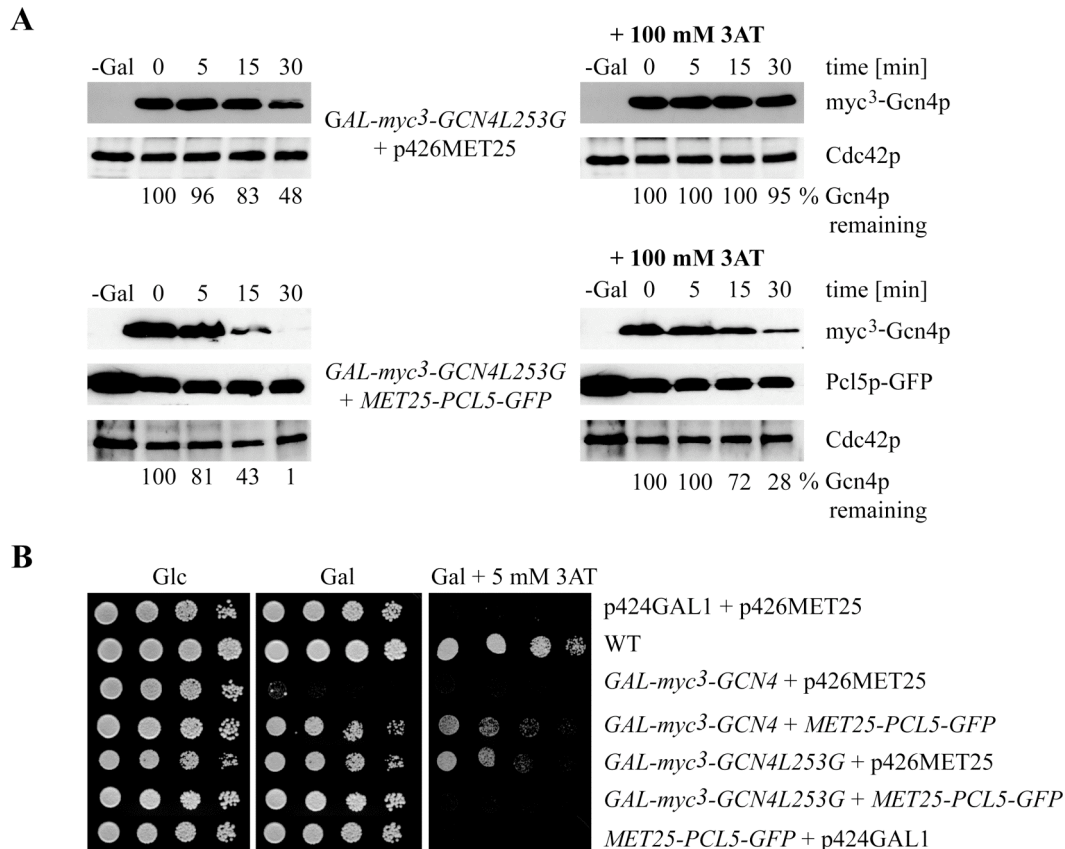 A
-Gal 0 5 15 30
GAL-myc3-GCN4L253G
+ p426MET25
100 96 83 48
+ 100 mM 3AT
-Gal 0 5 15 30 time [min]
myc3-Gcn4p
Cdc42p
100 100 100 95 % Gcn4p
remaining
-Gal 0 5 15 30
GAL-myc3-GCN4L253G
+ MET25-PCL5-GFP
100 81 43 1
+ 100 mM 3AT
-Gal 0 5 15 30 time [min]
myc3-Gcn4p
Pcl5p-GFP
Cdc42p
100 100 72 28 % Gcn4p
remaining
B
Glc Gal Gal + 5 mM 3AT
p424GAL1 + p426MET25
WT
GAL-myc3-GCN4 + p426MET25
GAL-myc3-GCN4 + MET25-PCL5-GFP
GAL-myc3-GCN4L253G + p426MET25
GAL-myc3-GCN4L253G + MET25-PCL5-GFP
MET25-PCL5-GFP + p424GAL1